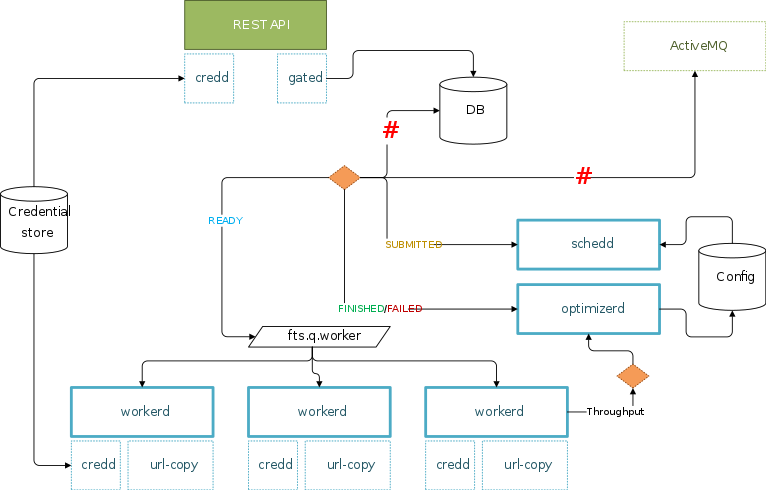 REST API
ActiveMQ
credd
gated
DB
#
#
Credential
store
READY
SUBMITTED
schedd
Config
FINISHED/FAILED
optimizerd
fts.q.worker
workerd
workerd
workerd
Throughput
credd
url-copy
credd
url-copy
credd
url-copy